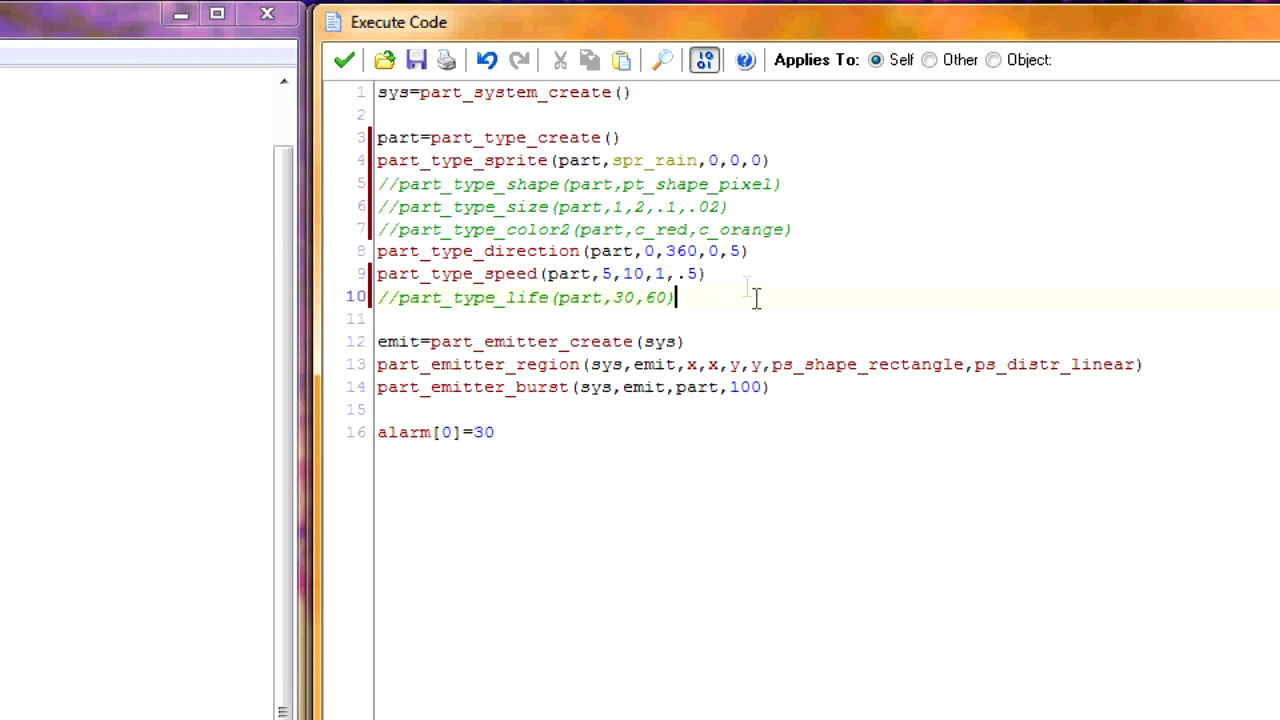 Execute Code
Applies To: Self Other Object:
1 sys=part_system_create()
2
3 part=part_type_create()
4 part_type_sprite(part,spr_rain,0,0,0)
5 //part_type_shape(part,pt_shape_pixel)
6 //part_type_size(part,1,2,.1,.02)
7 //part_type_color2(part,c_red,c_orange)
8 part_type_direction(part,0,360,0,5)
9 part_type_speed(part,5,10,1,.5)
10 //part_type_life(part,30,60)
11
12 emit=part_emitter_create(sys)
13 part_emitter_region(sys,emit,x,x,y,y,ps_shape_rectangle,ps_distr_linear)
14 part_emitter_burst(sys,emit,part,100)
15
16 alarm[0]=30